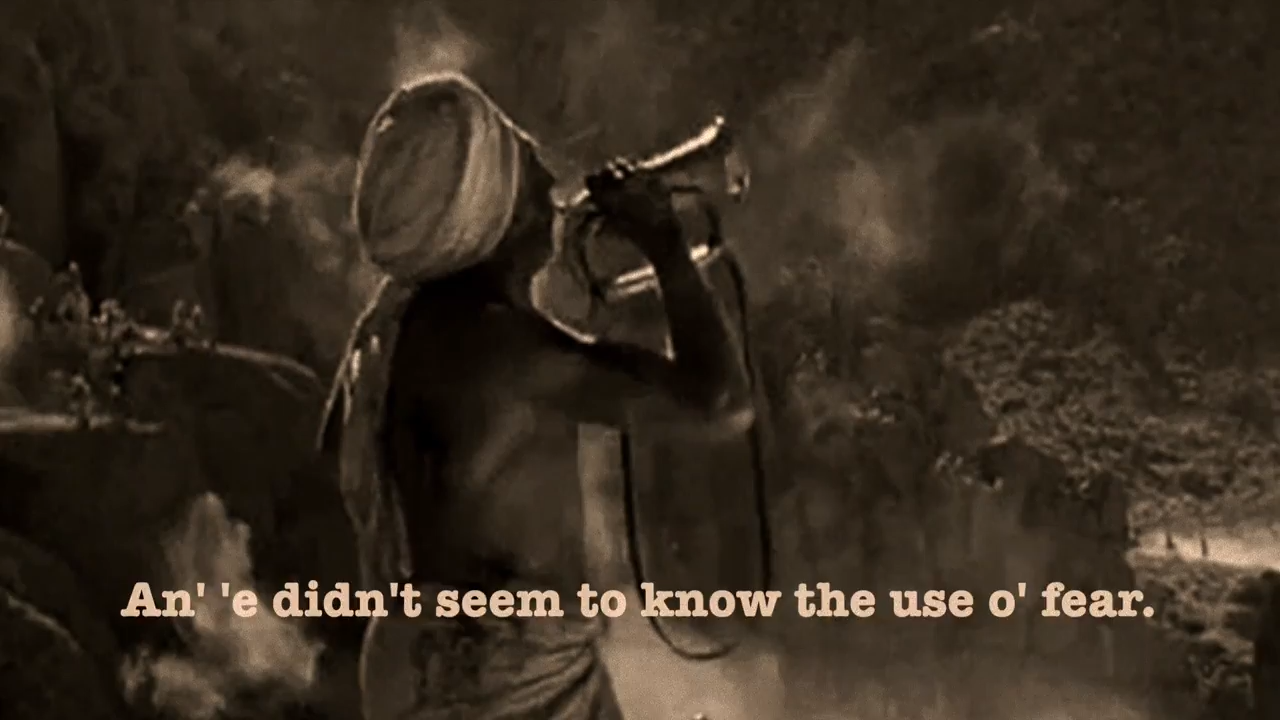 An' 'e didn't seem to know the use o' fear.